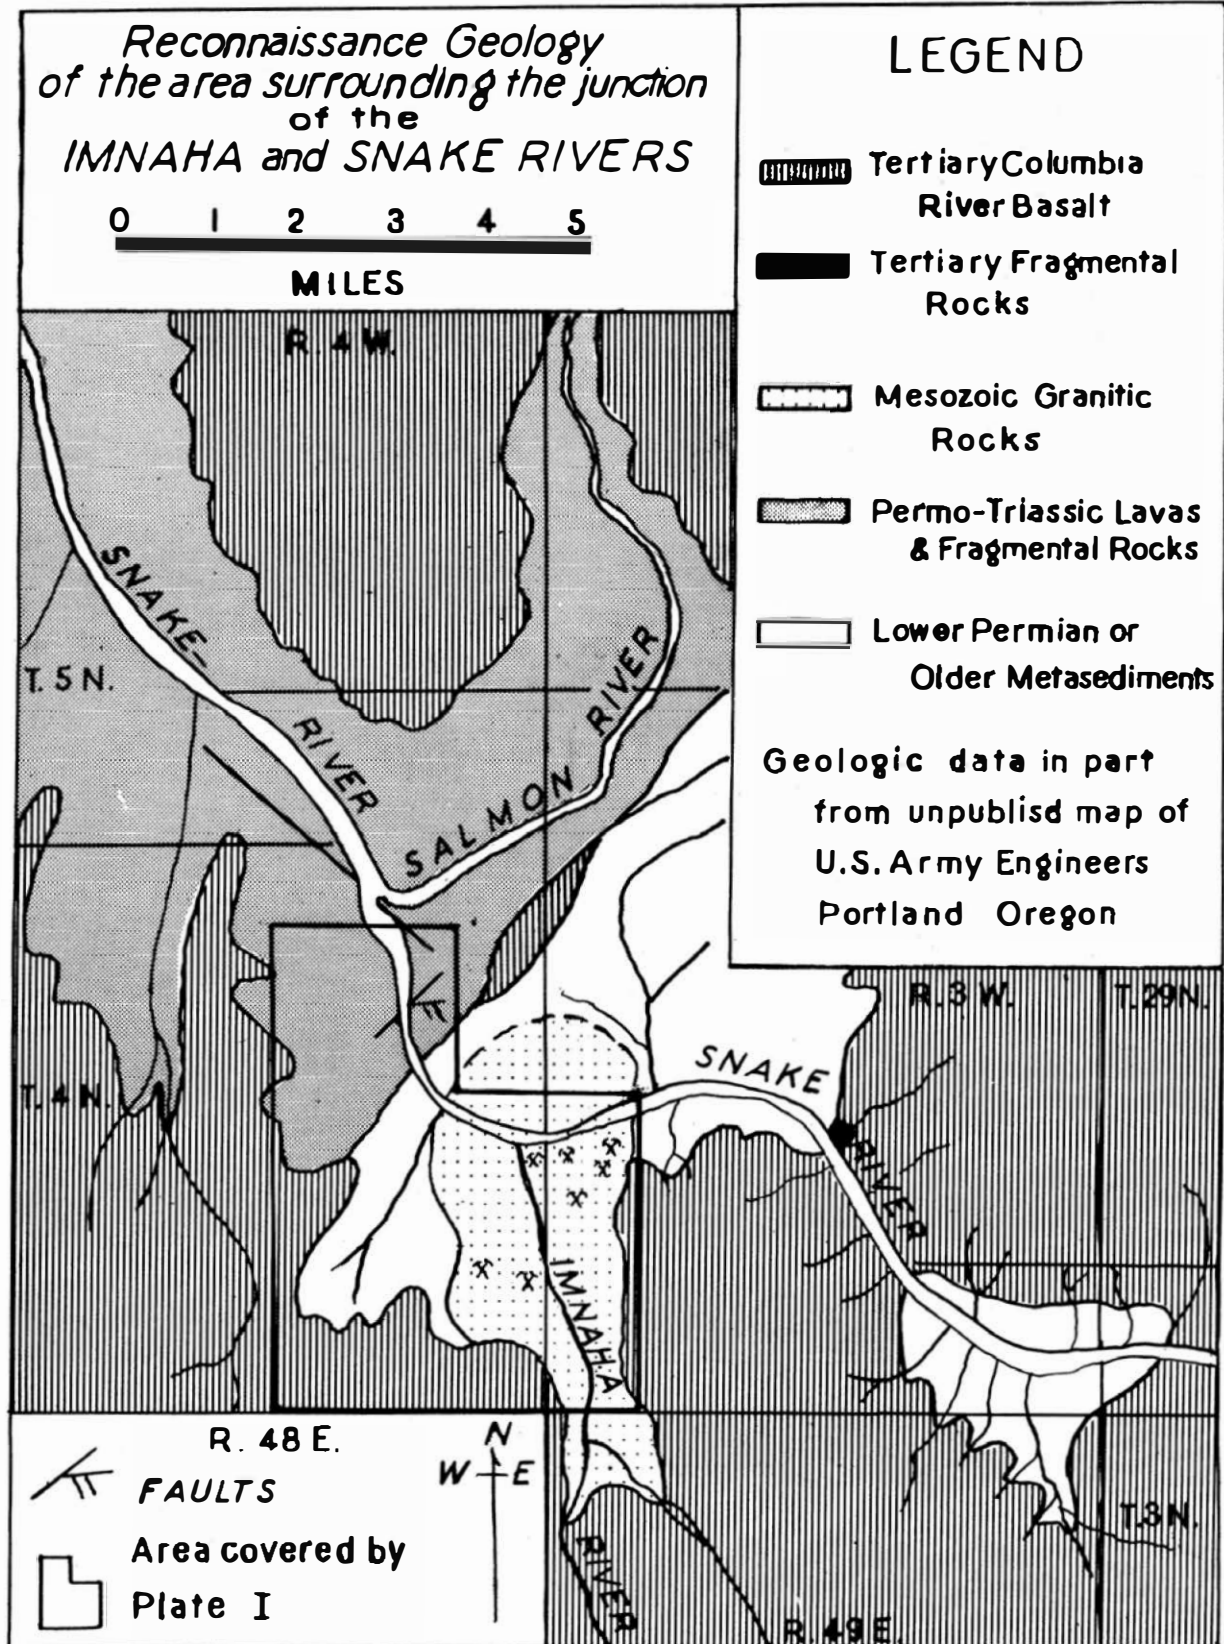 Reconnaissance Geology
of the area surrounding the junction
of the
IMNAHA and SNAKE RIVERS
0 1 2 3 4 5
MILES
LEGEND
Tertiary Columbia
River Basalt
Tertiary Fragmental
Rocks
Mesozoic Granitic
Rocks
Permo-Triassic Lavas
& Fragmental Rocks
Lower Permian or
Older Metasediments
Geologic data in part
from unpublisd map of
U.S. Army Engineers
Portland Oregon
R. 4 W.
SNAKE
RIVER
T. 5 N.
SALMON RIVER
R. 3 W.
T. 29 N.
SNAKE
RIVER
T. 4 N.
IMNAHA
RIVER
T. 3 N.
R. 49 E.
R. 48 E.
N
W E
FAULTS
Area covered by
Plate I